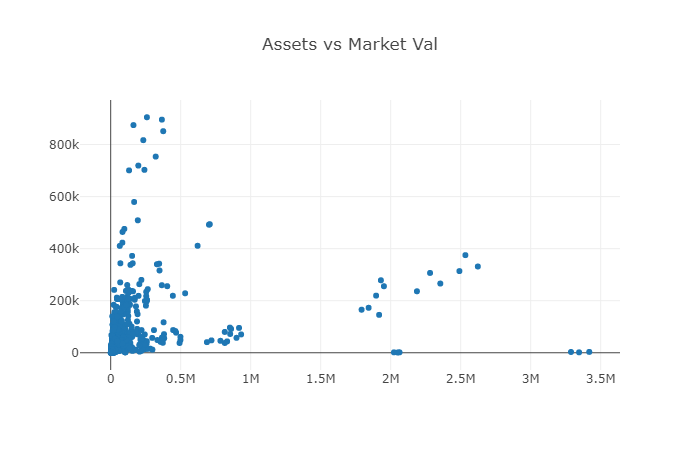 Assets vs Market Val
800k
600k
400k
200k
0
0 0.5M 1M 1.5M 2M 2.5M 3M 3.5M